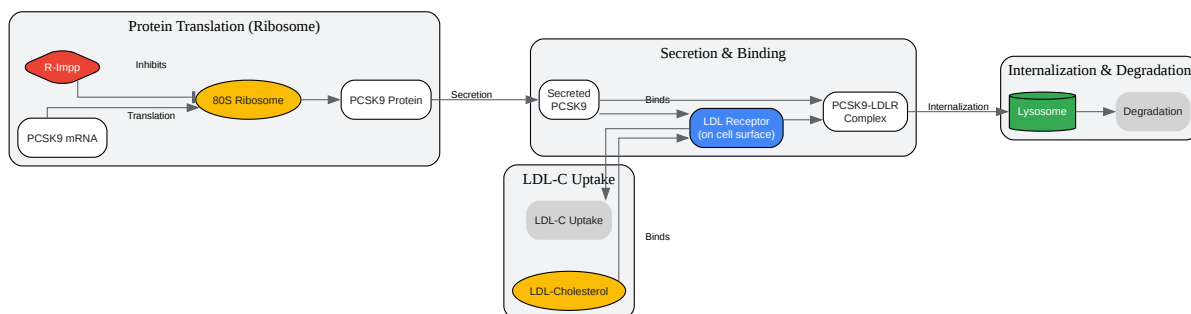 Protein Translation (Ribosome)
R-Impp
Inhibits
80S Ribosome
Translation
PCSK9 mRNA
PCSK9 Protein
Secretion
Secretion & Binding
Secreted
PCSK9
Binds
LDL Receptor
(on cell surface)
PCSK9-LDLR
Complex
Internalization
Internalization & Degradation
Lysosome
Degradation
LDL-C Uptake
LDL-C Uptake
Binds
LDL-Cholesterol